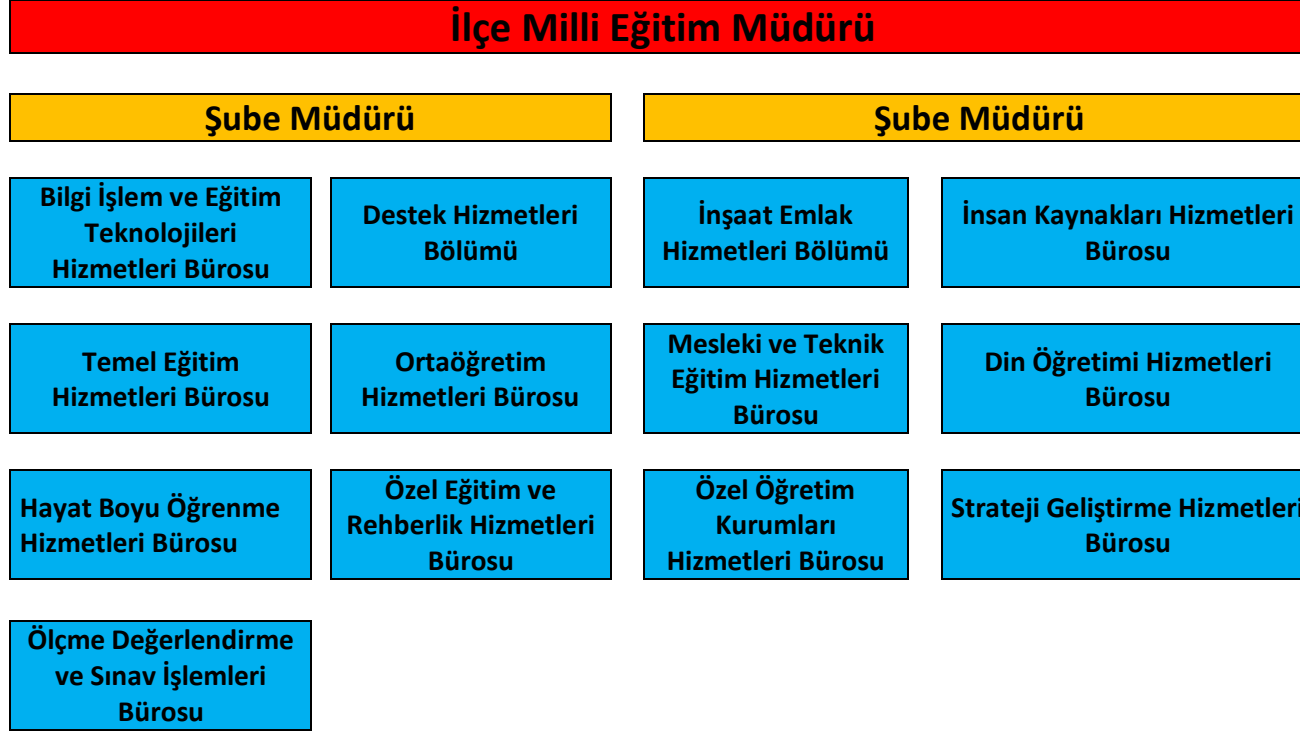 İlçe Milli Eğitim Müdürü
Şube Müdürü
Şube Müdürü
Bilgi İşlem ve Eğitim
Teknolojileri
Hizmetleri Bürosu
Destek Hizmetleri
Bölümü
İnşaat Emlak
Hizmetleri Bölümü
İnsan Kaynakları Hizmetleri
Bürosu
Temel Eğitim
Hizmetleri Bürosu
Ortaöğretim
Hizmetleri Bürosu
Mesleki ve Teknik
Eğitim Hizmetleri
Bürosu
Din Öğretimi Hizmetleri
Bürosu
Hayat Boyu Öğrenme
Hizmetleri Bürosu
Özel Eğitim ve
Rehberlik Hizmetleri
Bürosu
Özel Öğretim
Kurumları
Hizmetleri Bürosu
Strateji Geliştirme Hizmetleri
Bürosu
Ölçme Değerlendirme
ve Sınav İşlemleri
Bürosu